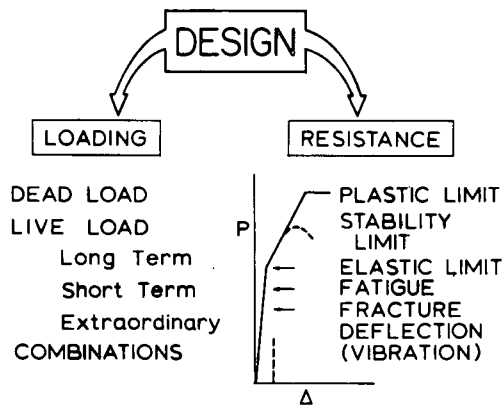 DESIGN
LOADING
DEAD LOAD
LIVE LOAD
Long Term
Short Term
Extraordinary
COMBINATIONS
RESISTANCE
P
PLASTIC LIMIT
STABILITY
LIMIT
ELASTIC LIMIT
FATIGUE
FRACTURE
DEFLECTION
(VIBRATION)
Δ